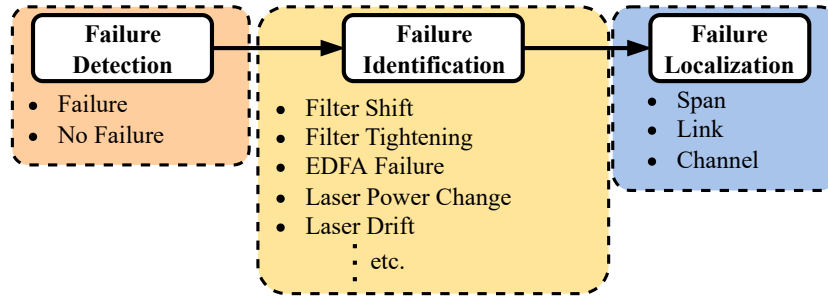 Failure
Detection
• Failure
• No Failure
Failure
Identification
• Filter Shift
• Filter Tightening
• EDFA Failure
• Laser Power Change
• Laser Drift
etc.
Failure
Localization
• Span
• Link
• Channel